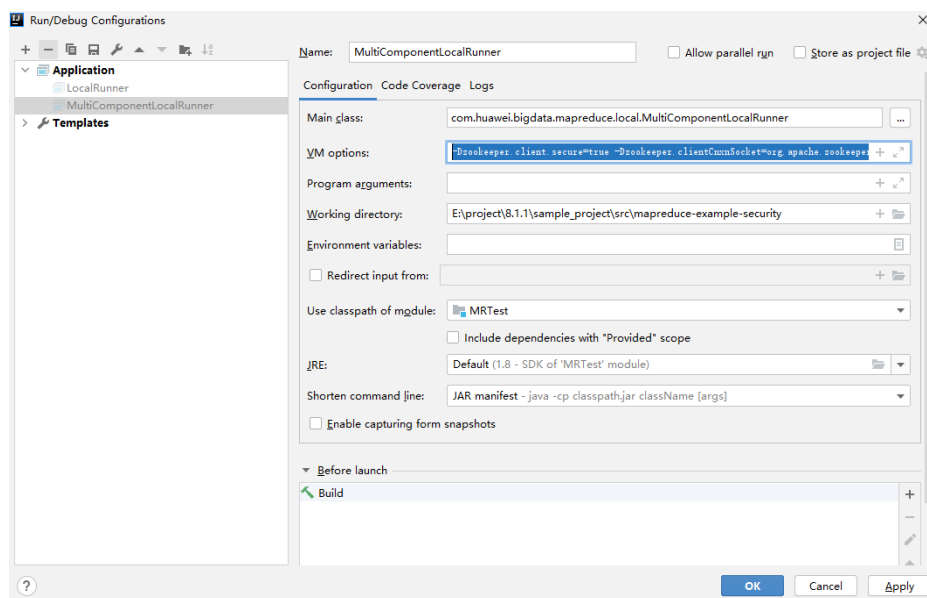 Run/Debug Configurations
Name: MultiComponentLocalRunner Allow parallel run Store as project file
Application
LocalRunner
MultiComponentLocalRunner
Templates
Configuration Code Coverage Logs
Main class: com.huawei.bigdata.mapreduce.local.MultiComponentLocalRunner ...
VM options: -Dzookeeper.client.secure=true -Dzookeeper.clientCnxnSocket=org.apache.zookeeper
Program arguments:
Working directory: E:\project\8.1.1\sample_project\src\mapreduce-example-security
Environment variables:
Redirect input from:
Use classpath of module: MRTest
Include dependencies with "Provided" scope
JRE: Default (1.8 - SDK of 'MRTest' module)
Shorten command line: JAR manifest - java -cp classpath.jar className [args]
Enable capturing form snapshots
Before launch
Build
? OK Cancel Apply